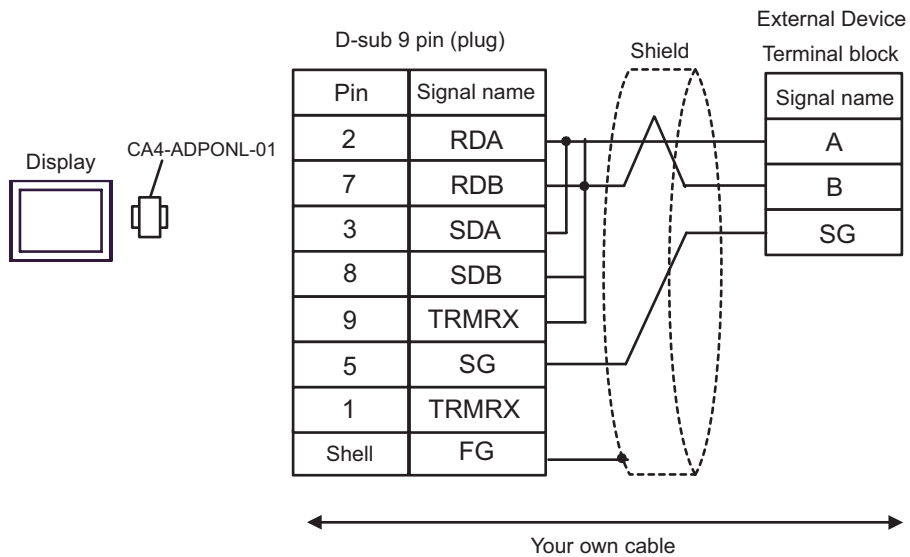 External Device
D-sub 9 pin (plug)
Shield
Terminal block
Pin Signal name
Signal name
2 RDA
A
7 RDB
B
3 SDA
SG
8 SDB
9 TRMRX
5 SG
1 TRMRX
Shell FG
Display
CA4-ADPONL-01
Your own cable